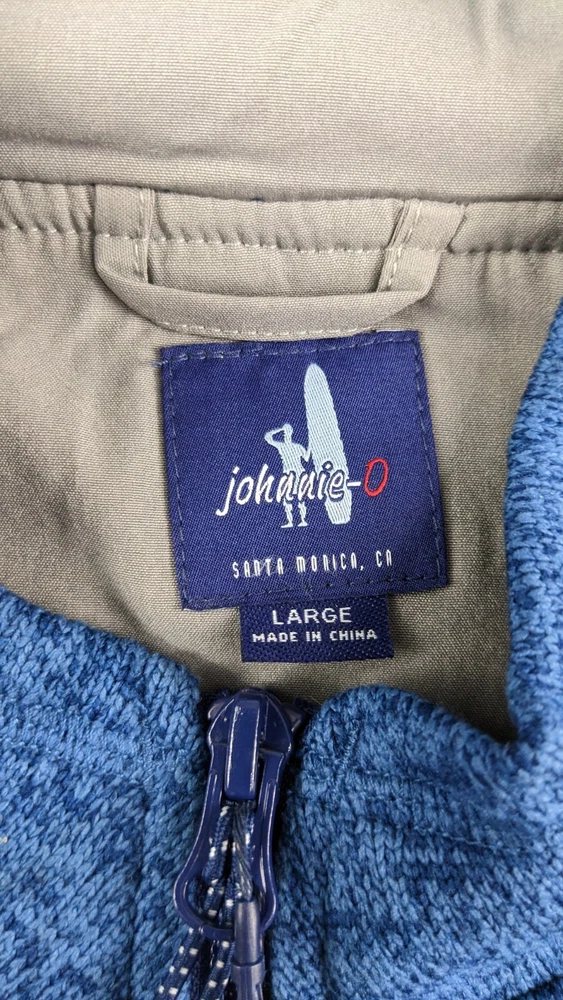 johnnie-O
SANTA MONICA, CA
LARGE
MADE IN CHINA